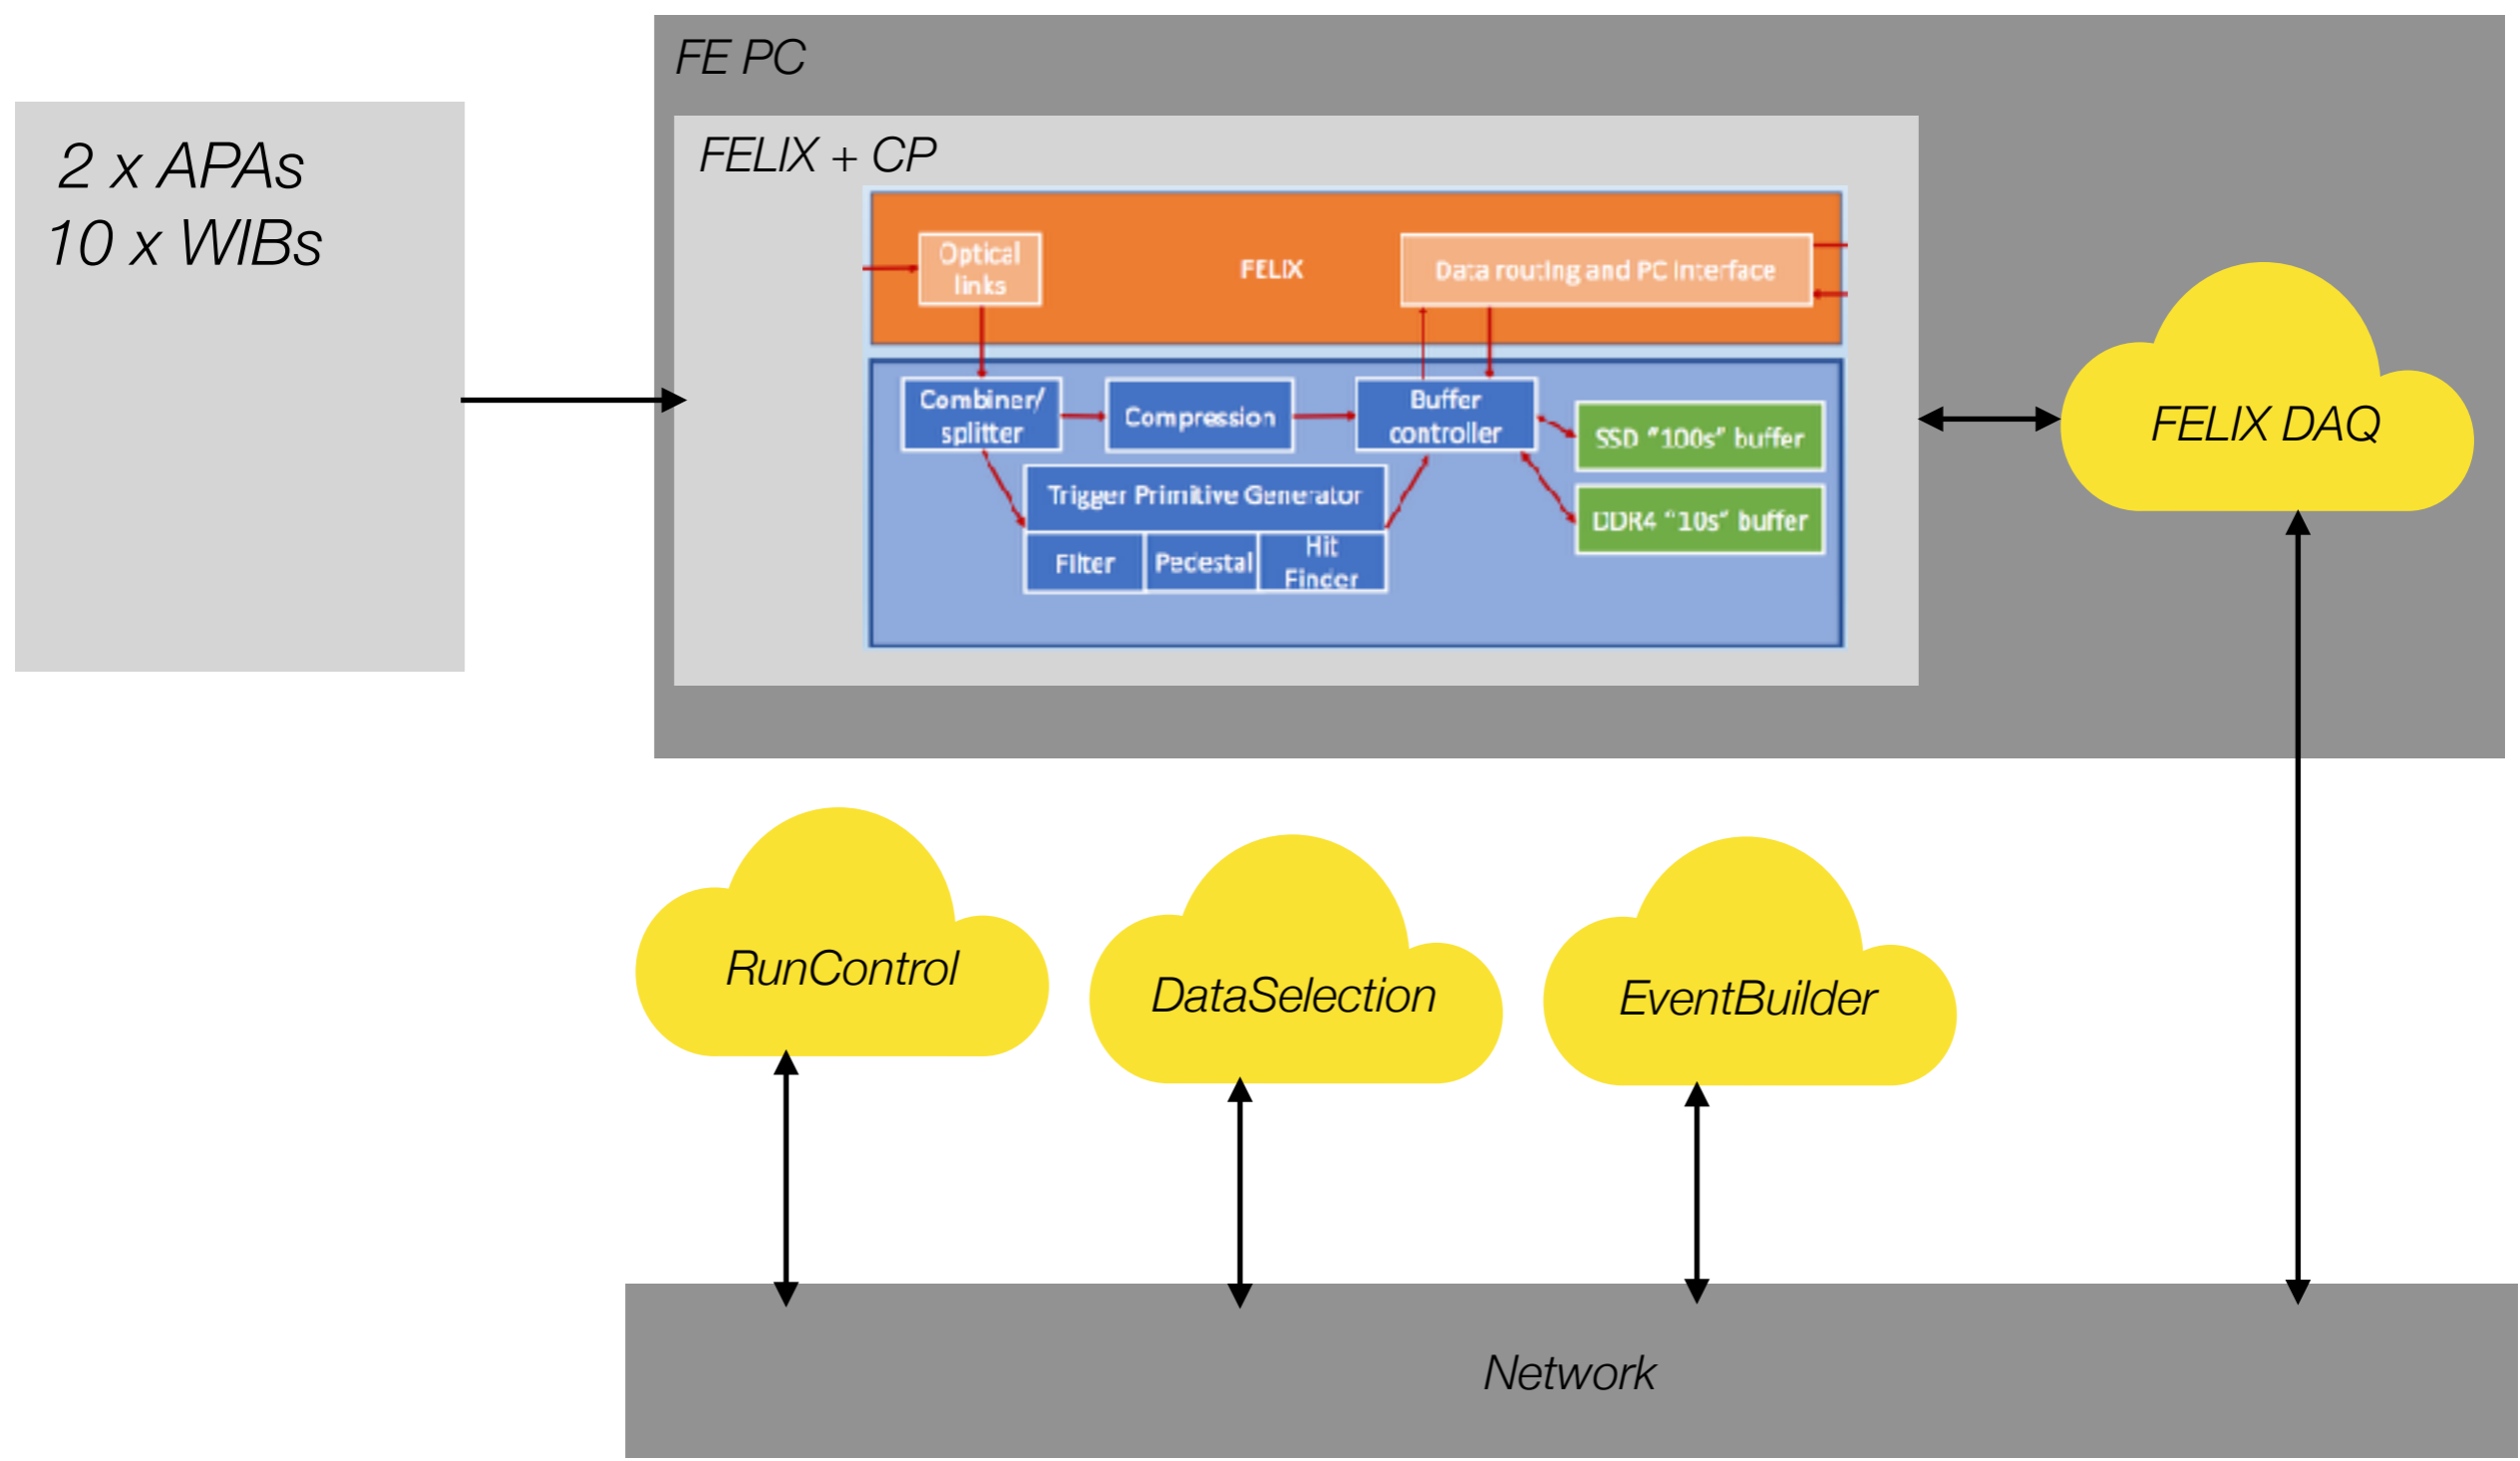 FE PC
2 x APAs
10 x WIBs
FELIX + CP
Optical
links
FELIX
Data routing and PC Interface
Combiner/
splitter
Compression
Buffer
controller
SSD "100s" buffer
Trigger Primitive Generator
DDR4 "10s" buffer
Filter
Pedestal
Hit
Finder
FELIX DAQ
RunControl
DataSelection
EventBuilder
Network